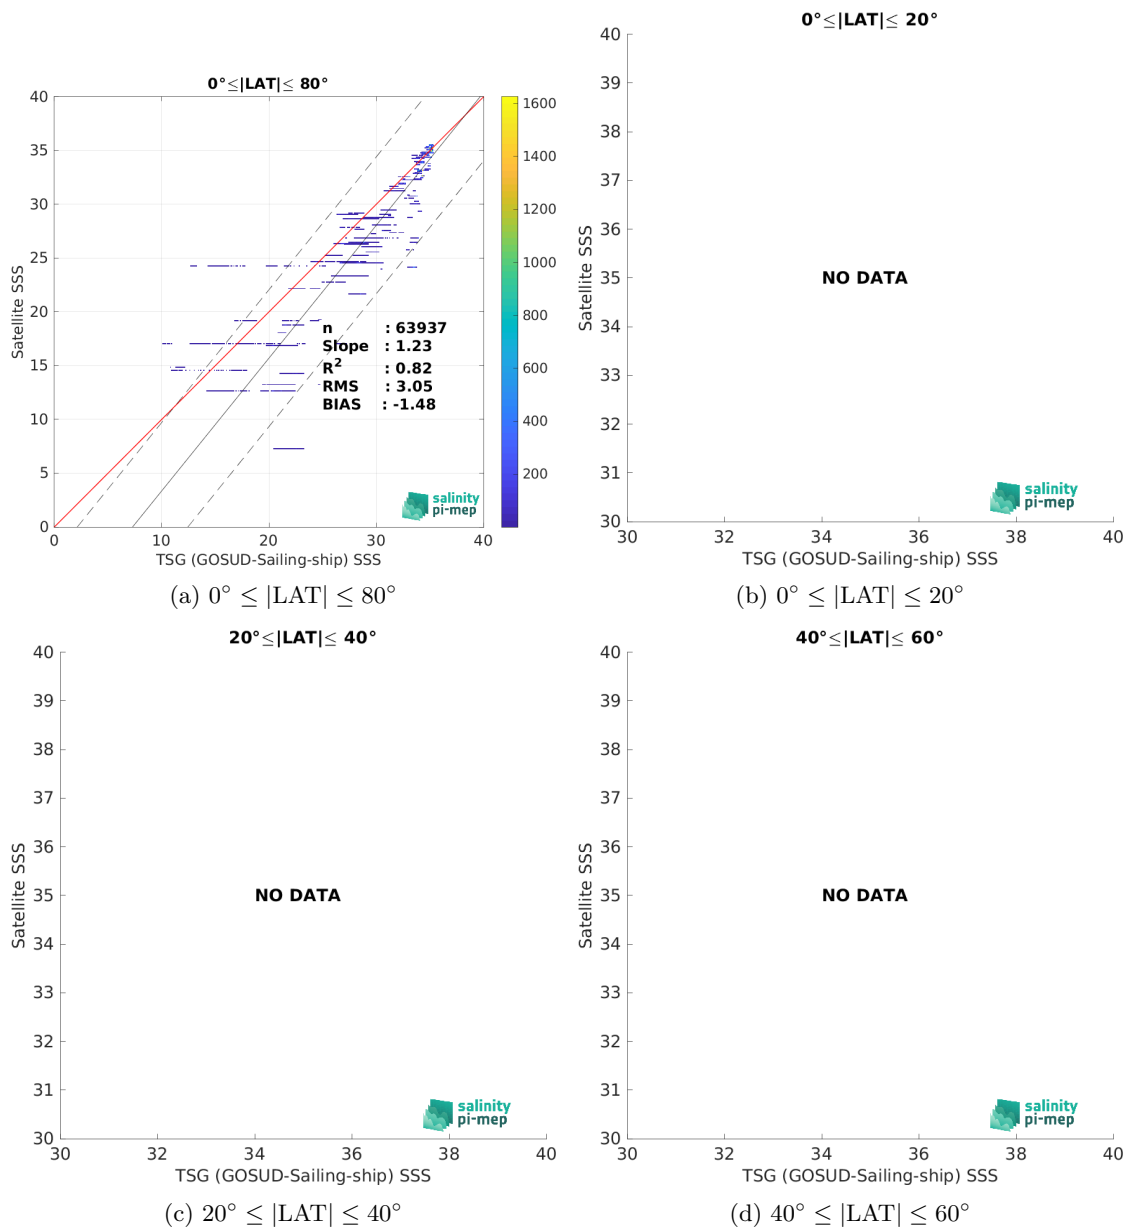 0°≤|LAT|≤ 80°
40
35
30
25
20
15
10
5
0
Satellite SSS
0
10
20
30
40
TSG (GOSUD-Sailing-ship) SSS
1600
1400
1200
1000
800
600
400
200
n : 63937
Slope : 1.23
R² : 0.82
RMS : 3.05
BIAS : -1.48
salinity
pi-mep
(a) 0° ≤ |LAT| ≤ 80°
0°≤|LAT|≤ 20°
40
39
38
37
36
35
34
33
32
31
30
Satellite SSS
NO DATA
salinity
pi-mep
30
32
34
36
38
40
TSG (GOSUD-Sailing-ship) SSS
(b) 0° ≤ |LAT| ≤ 20°
20°≤|LAT|≤ 40°
40
39
38
37
36
35
34
33
32
31
30
Satellite SSS
NO DATA
salinity
pi-mep
30
32
34
36
38
40
TSG (GOSUD-Sailing-ship) SSS
(c) 20° ≤ |LAT| ≤ 40°
40°≤|LAT|≤ 60°
40
39
38
37
36
35
34
33
32
31
30
Satellite SSS
NO DATA
salinity
pi-mep
30
32
34
36
38
40
TSG (GOSUD-Sailing-ship) SSS
(d) 40° ≤ |LAT| ≤ 60°